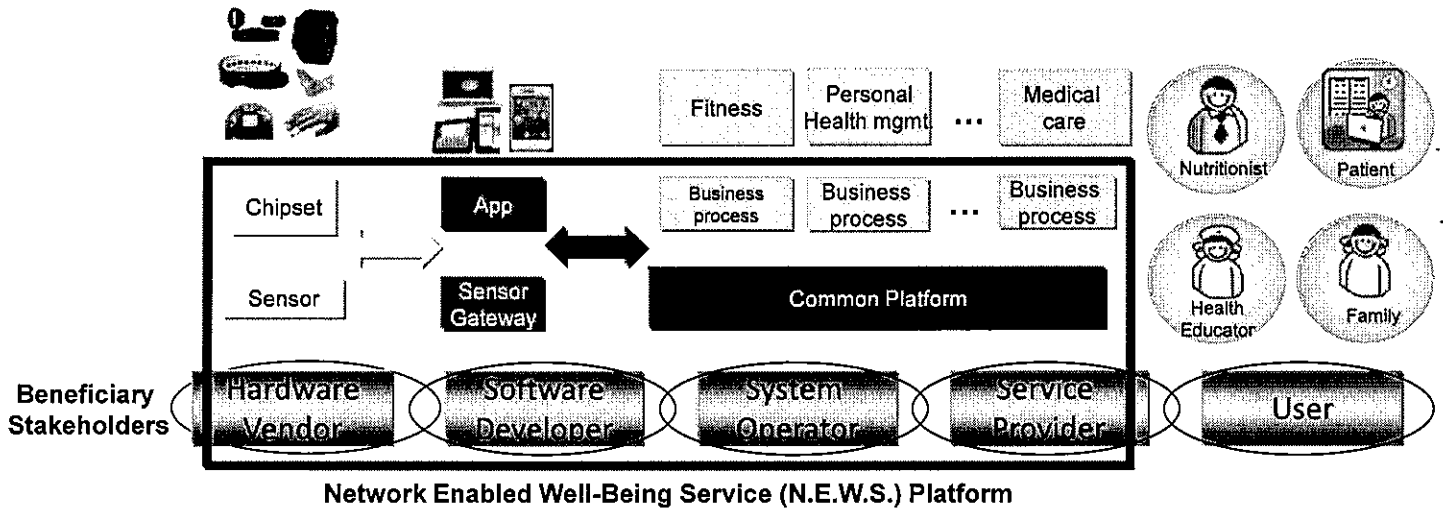 Fitness
Personal
Health mgmt.
...
Medical
care
Nutritionist
Patient
Chipset
App
Business
process
Business
process
...
Business
process
Sensor
Sensor
Gateway
Common Platform
Health
Educator
Family
Beneficiary
Stakeholders
Hardware
Vendor
Software
Developer
System
Operator
Service
Provider
User
Network Enabled Well-Being Service (N.E.W.S.) Platform